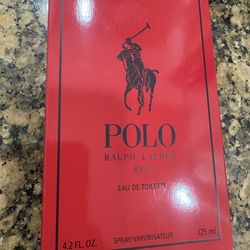 POLO
RALPH LAUREN
RED
EAU DE TOILETTE
4.2 FL. OZ. SPRAY/VAPORISATEUR 125 ml